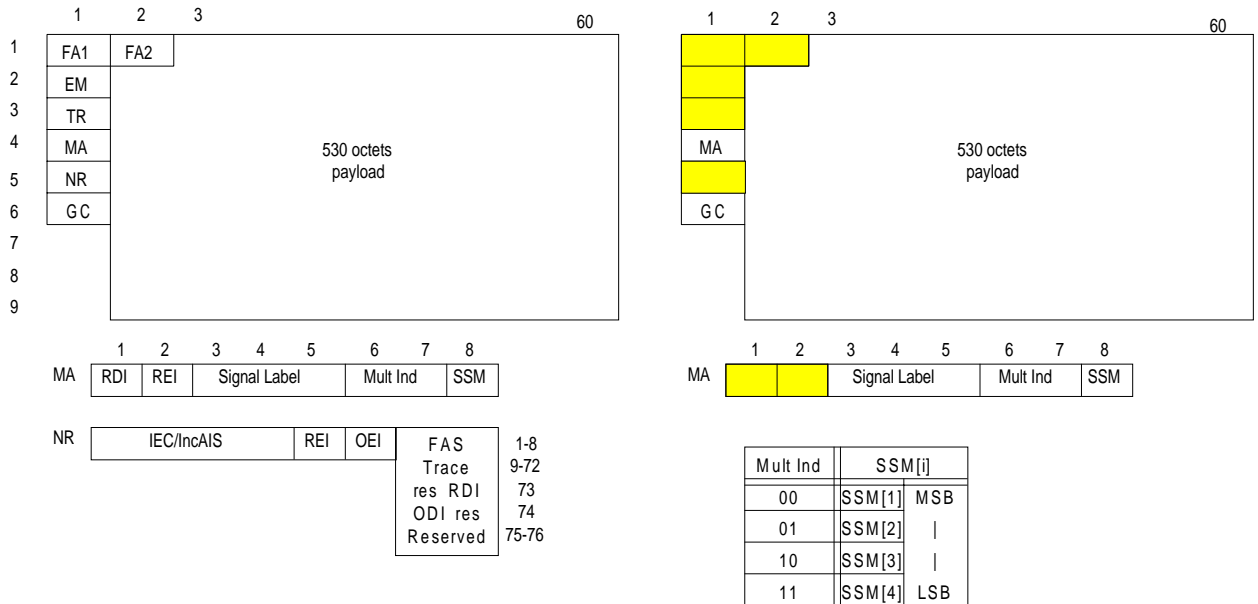 1 2 3 60
1 FA1 FA2
2 EM
3 TR
4 MA
5 NR
6 GC
7
8
9
530 octets
payload
1 2 3 4 5 6 7 8
MA RDI REI Signal Label Mult Ind SSM
NR IEC/IncAIS REI OEI FAS 1-8
Trace 9-72
res RDI 73
ODI res 74
Reserved 75-76
1 2 3 60
MA
GC
530 octets
payload
1 2 3 4 5 6 7 8
MA Signal Label Mult Ind SSM
Mult Ind SSM[i]
00 SSM[1] MSB
01 SSM[2] |
10 SSM[3] |
11 SSM[4] LSB